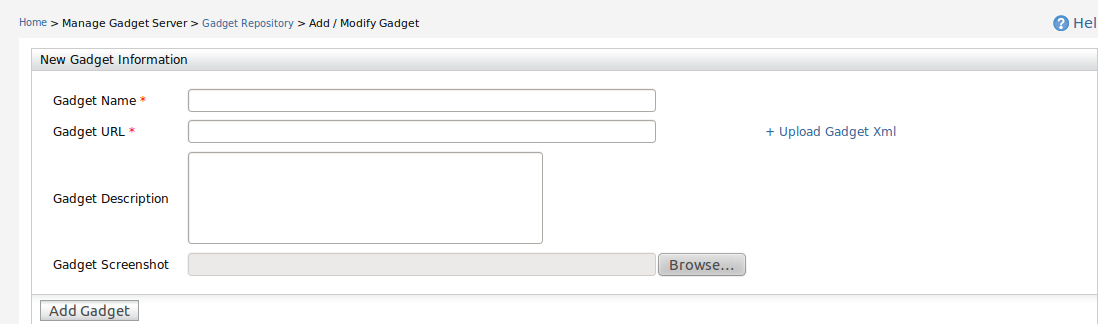 Home > Manage Gadget Server > Gadget Repository > Add / Modify Gadget
Hel
New Gadget Information
Gadget Name *
Gadget URL *
+ Upload Gadget Xml
Gadget Description
Gadget Screenshot
Browse...
Add Gadget